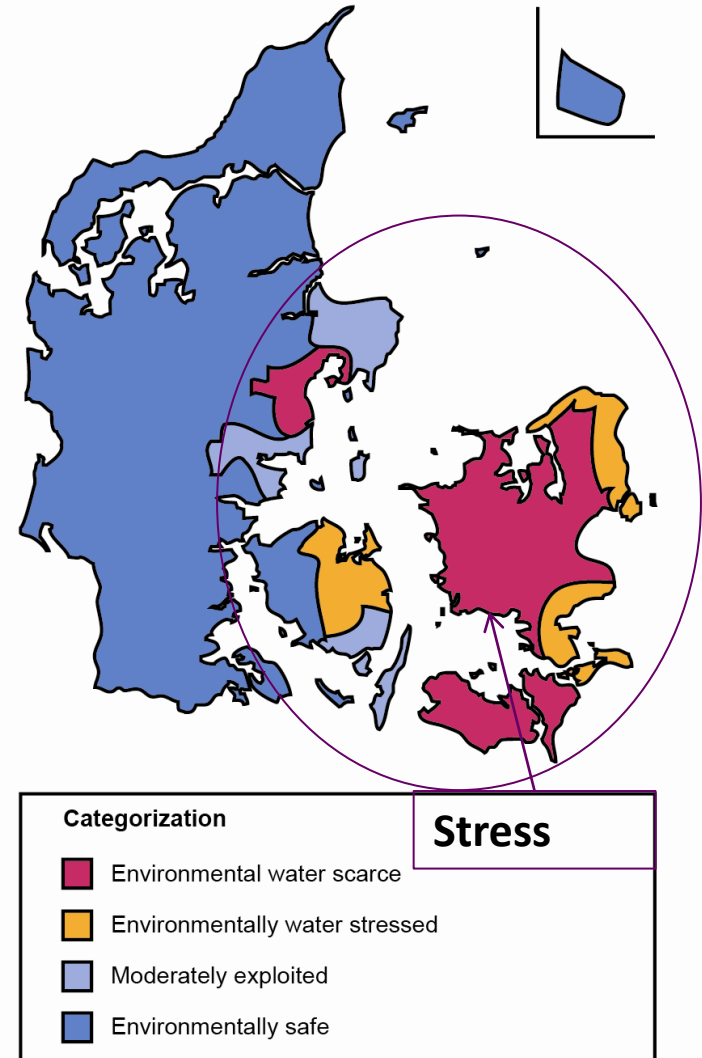 Categorization
Stress
Environmental water scarce
Environmentally water stressed
Moderately exploited
Environmentally safe